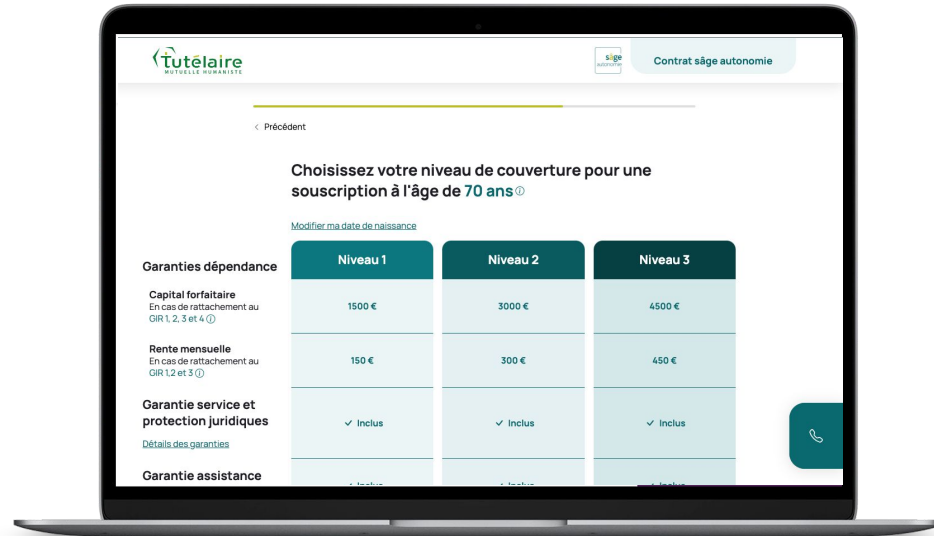 Tutélaire
MUTUELLE HUMANISTE
sâge
autonomie
Contrat sâge autonomie
< Précédent
Choisissez votre niveau de couverture pour une
souscription à l'âge de 70 ans
Modifier ma date de naissance
Garanties dépendance
Niveau 1
Niveau 2
Niveau 3
Capital forfaitaire
En cas de rattachement au
GIR 1, 2, 3 et 4
1500 €
3000 €
4500 €
Rente mensuelle
En cas de rattachement au
GIR 1,2 et 3
150 €
300 €
450 €
Garantie service et
protection juridiques
Détails des garanties
✓ Inclus
✓ Inclus
✓ Inclus
Garantie assistance
✓ Inclus
✓ Inclus
✓ Inclus